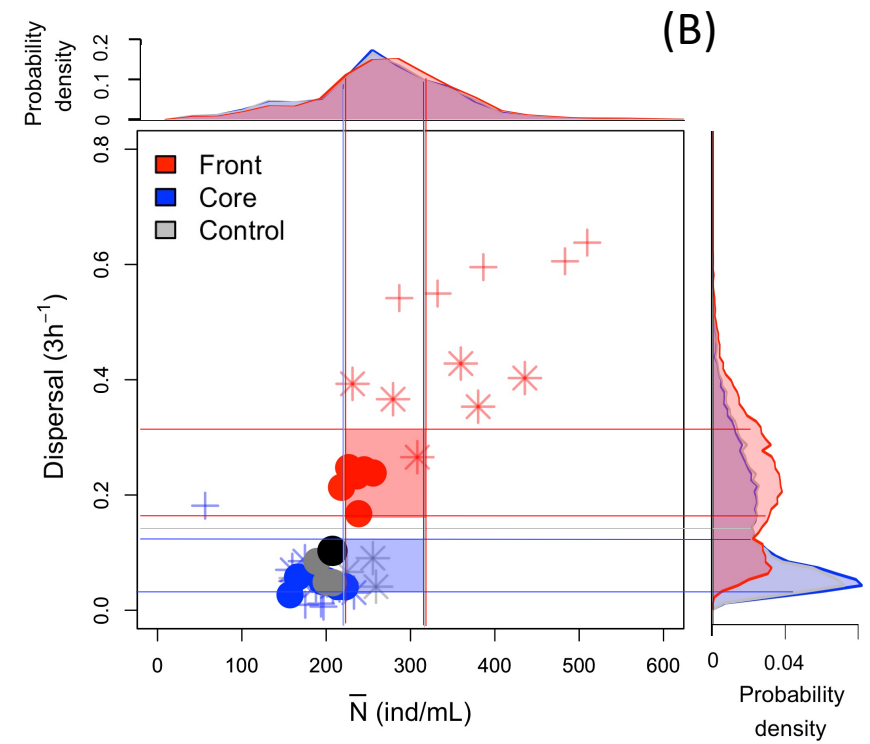 (B)
Probability
density
0 0.1 0.2
Front
Core
Control
Dispersal (3h⁻¹)
0.0 0.2 0.4 0.6 0.8
0 100 200 300 400 500 600
N̅ (ind/mL)
0 0.04
Probability
density